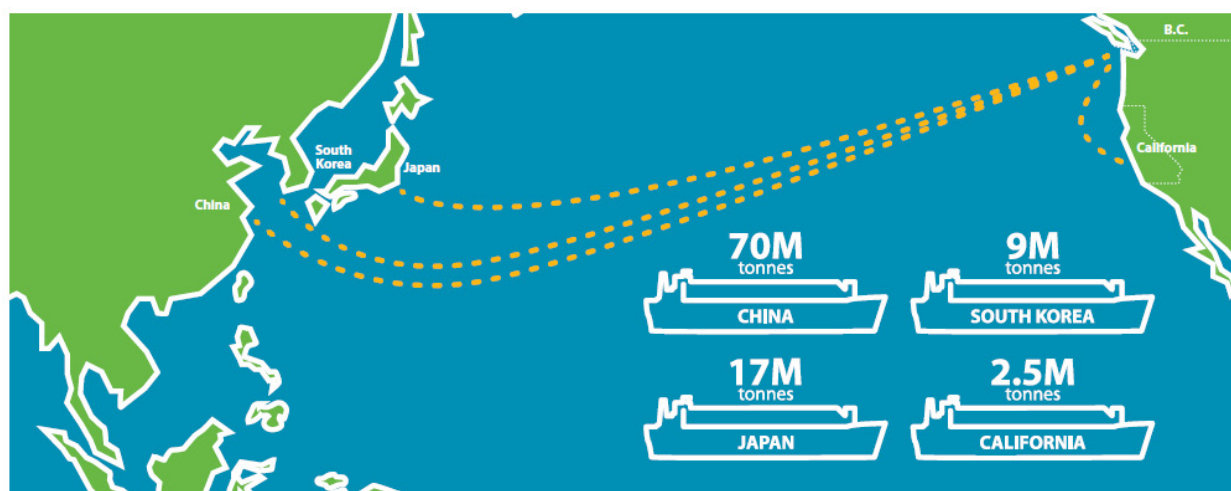 B.C.
South
Korea
Japan
California
China
70M
tonnes
CHINA
9M
tonnes
SOUTH KOREA
17M
tonnes
JAPAN
2.5M
tonnes
CALIFORNIA